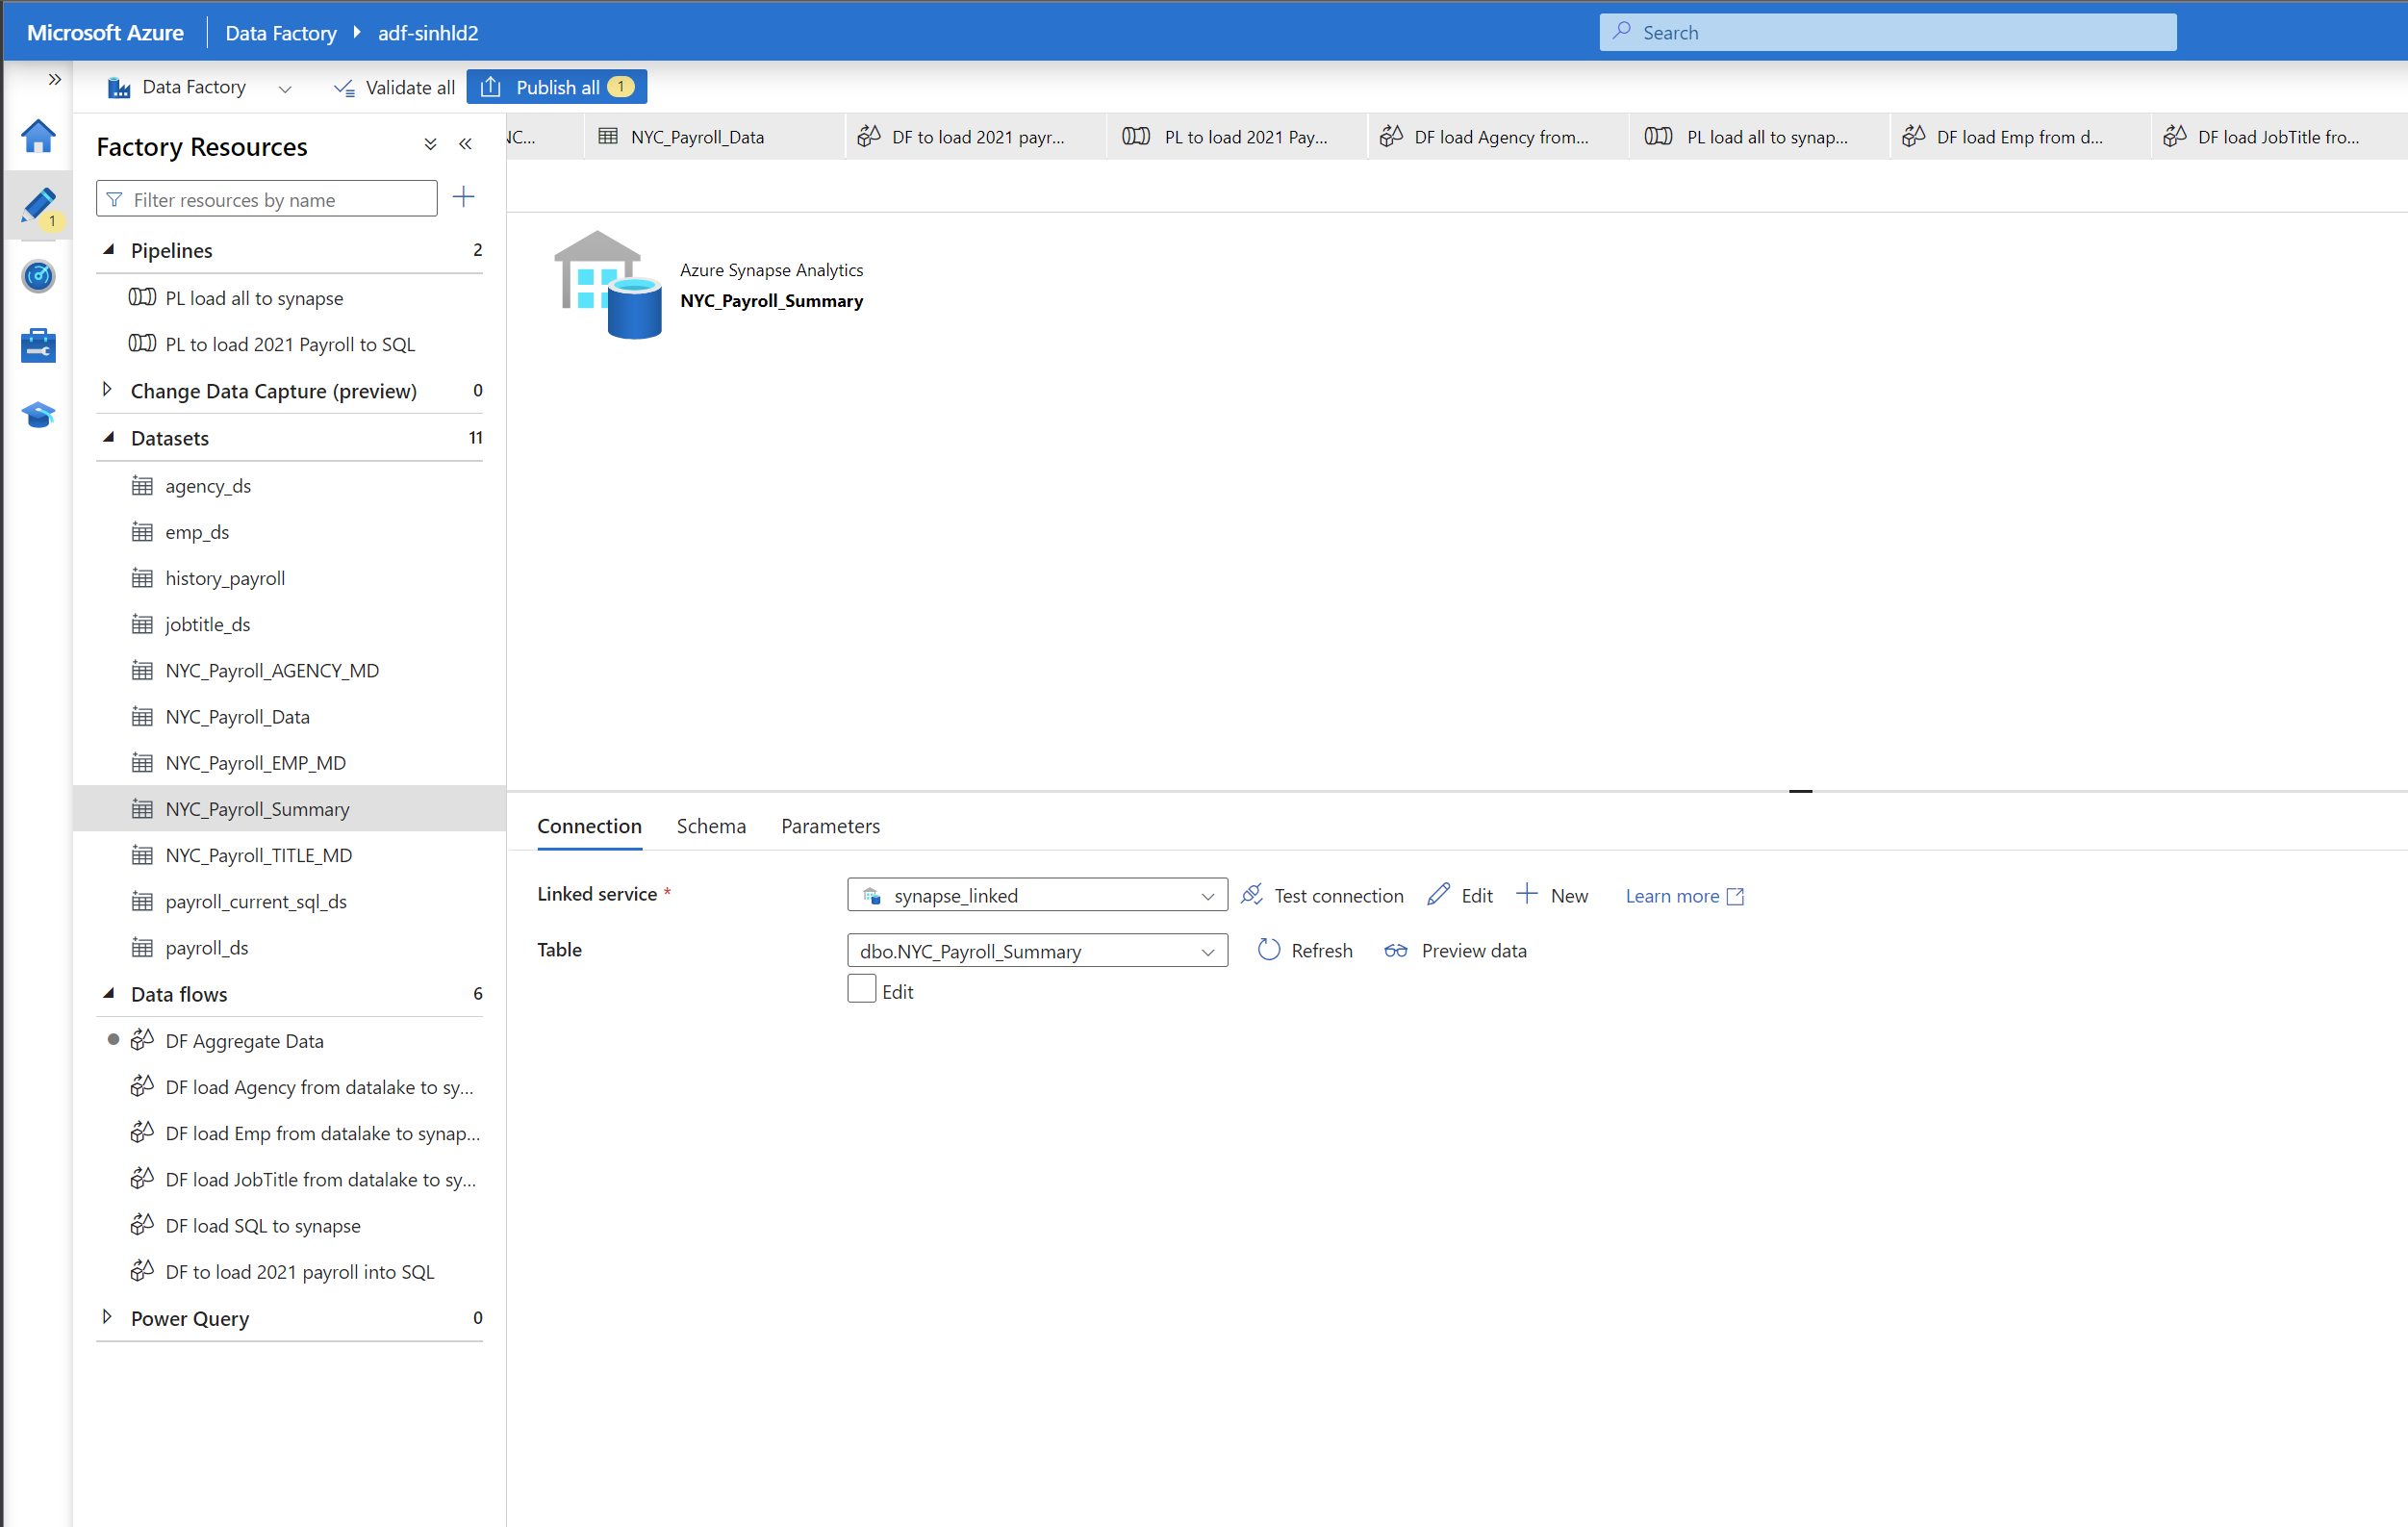 Microsoft Azure Data Factory adf-sinhld2 Search
Data Factory Validate all Publish all 1
Factory Resources
NC... NYC_Payroll_Data DF to load 2021 payr... PL to load 2021 Pay... DF load Agency from... PL load all to synap... DF load Emp from d... DF load JobTitle fro...
Filter resources by name
1
Pipelines 2
PL load all to synapse
PL to load 2021 Payroll to SQL
Change Data Capture (preview) 0
Datasets 11
agency_ds
emp_ds
history_payroll
jobtitle_ds
NYC_Payroll_AGENCY_MD
NYC_Payroll_Data
NYC_Payroll_EMP_MD
NYC_Payroll_Summary
NYC_Payroll_TITLE_MD
payroll_current_sql_ds
payroll_ds
Data flows 6
DF Aggregate Data
DF load Agency from datalake to sy...
DF load Emp from datalake to synap...
DF load JobTitle from datalake to sy...
DF load SQL to synapse
DF to load 2021 payroll into SQL
Power Query 0
Azure Synapse Analytics
NYC_Payroll_Summary
Connection Schema Parameters
Linked service * synapse_linked Test connection Edit New Learn more
Table dbo.NYC_Payroll_Summary Refresh Preview data
Edit